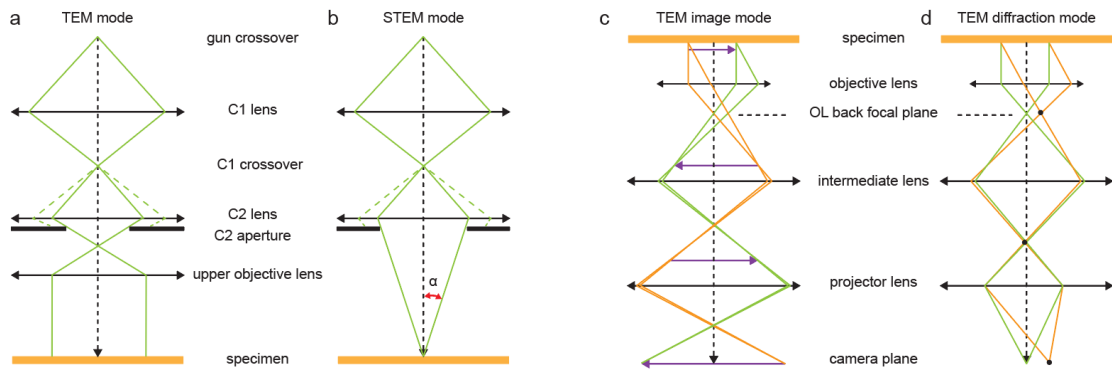 a
TEM mode
b
STEM mode
c
TEM image mode
d
TEM diffraction mode
gun crossover
C1 lens
C1 crossover
C2 lens
C2 aperture
upper objective lens
α
specimen
specimen
objective lens
OL back focal plane
intermediate lens
projector lens
camera plane